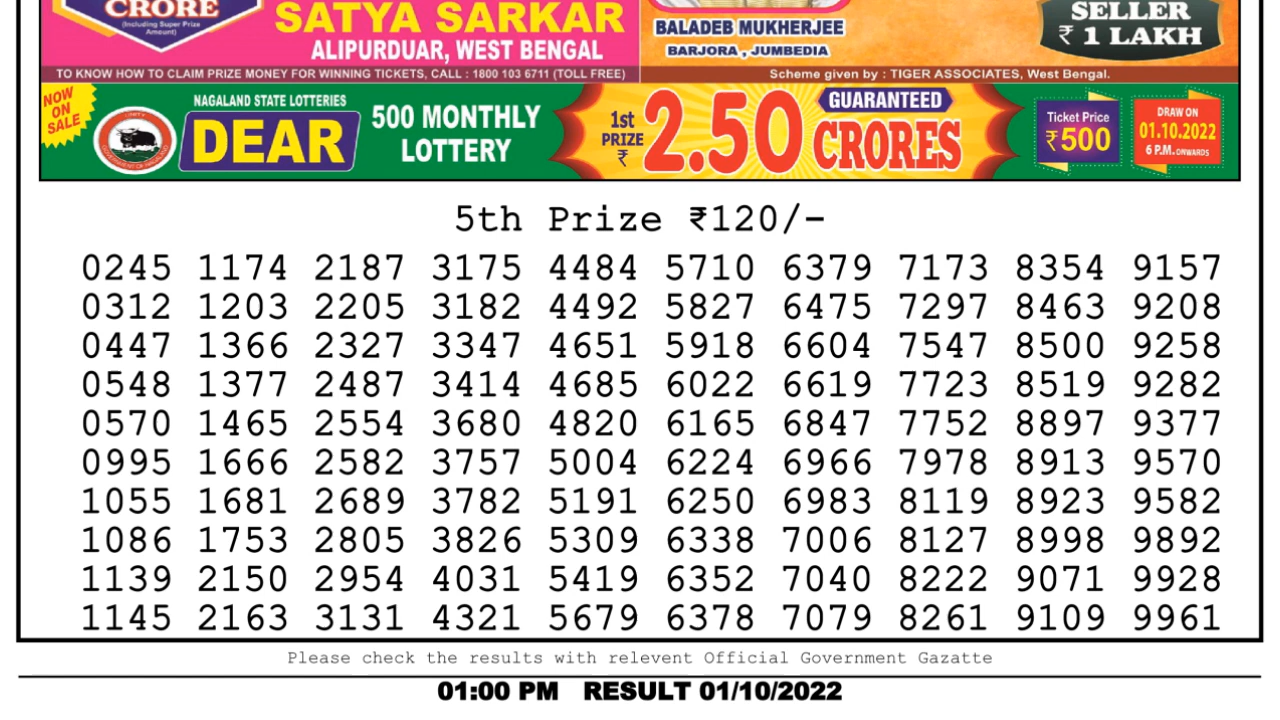 CRORE
(Including Super Prize
Amount)
SATYA SARKAR
ALIPURDUAR, WEST BENGAL
BALADEB MUKHERJEE
BARJORA , JUMBEDIA
SELLER
₹ 1 LAKH
TO KNOW HOW TO CLAIM PRIZE MONEY FOR WINNING TICKETS, CALL : 1800 103 6711 (TOLL FREE)
Scheme given by : TIGER ASSOCIATES, West Bengal.
NOW
ON
SALE
NAGALAND STATE LOTTERIES
DEAR
500 MONTHLY
LOTTERY
1st
PRIZE
₹
2.50
GUARANTEED
CRORES
Ticket Price
₹500
DRAW ON
01.10.2022
6 P.M. ONWARDS
5th Prize ₹120/-
0245 1174 2187 3175 4484 5710 6379 7173 8354 9157
0312 1203 2205 3182 4492 5827 6475 7297 8463 9208
0447 1366 2327 3347 4651 5918 6604 7547 8500 9258
0548 1377 2487 3414 4685 6022 6619 7723 8519 9282
0570 1465 2554 3680 4820 6165 6847 7752 8897 9377
0995 1666 2582 3757 5004 6224 6966 7978 8913 9570
1055 1681 2689 3782 5191 6250 6983 8119 8923 9582
1086 1753 2805 3826 5309 6338 7006 8127 8998 9892
1139 2150 2954 4031 5419 6352 7040 8222 9071 9928
1145 2163 3131 4321 5679 6378 7079 8261 9109 9961
Please check the results with relevent Official Government Gazatte
01:00 PM RESULT 01/10/2022